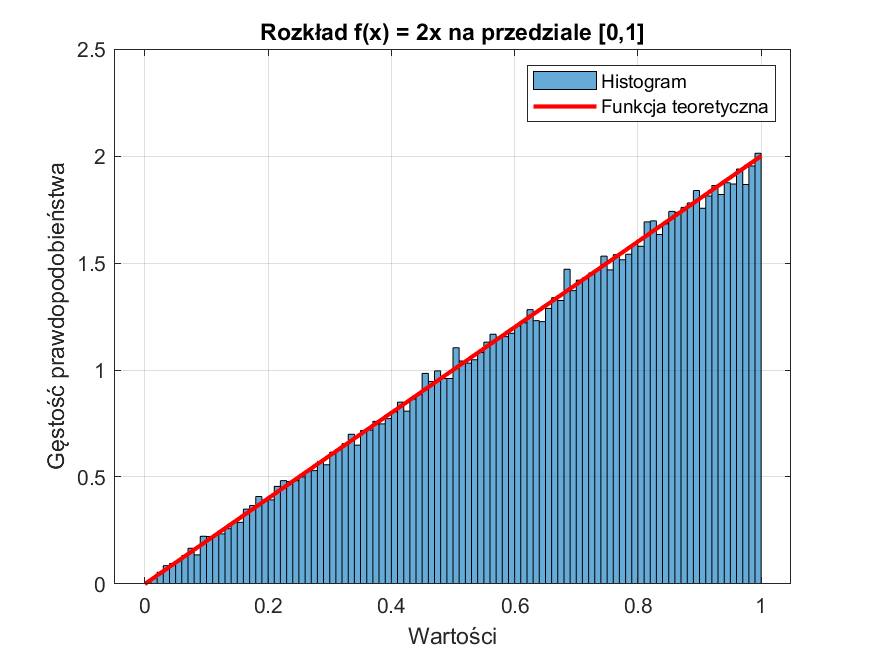 Rozkład f(x) = 2x na przedziale [0,1]
2.5
2
1.5
1
0.5
0
Gęstość prawdopodobieństwa
Histogram
Funkcja teoretyczna
0
0.2
0.4
0.6
0.8
1
Wartości